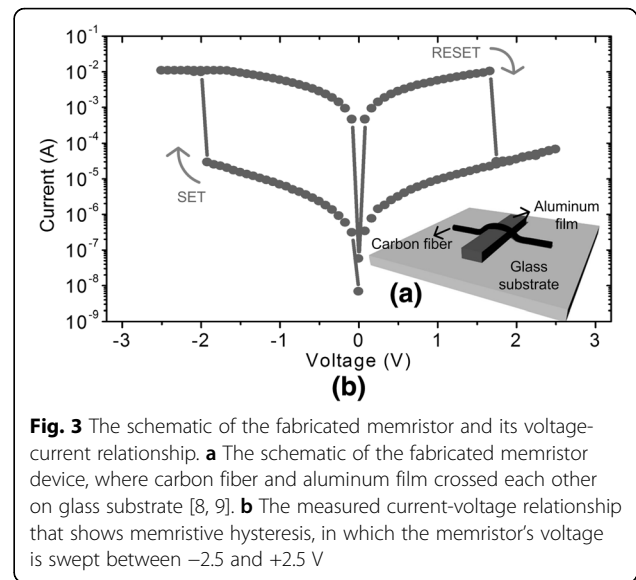 10⁻¹
10⁻²
10⁻³
10⁻⁴
10⁻⁵
10⁻⁶
10⁻⁷
10⁻⁸
10⁻⁹
Current (A)
RESET
SET
Aluminum
film
Carbon fiber
Glass
substrate
(a)
-3 -2 -1 0 1 2 3
Voltage (V)
(b)
Fig. 3 The schematic of the fabricated memristor and its voltage-
current relationship. a The schematic of the fabricated memristor
device, where carbon fiber and aluminum film crossed each other
on glass substrate [8, 9]. b The measured current-voltage relationship
that shows memristive hysteresis, in which the memristor's voltage
is swept between −2.5 and +2.5 V